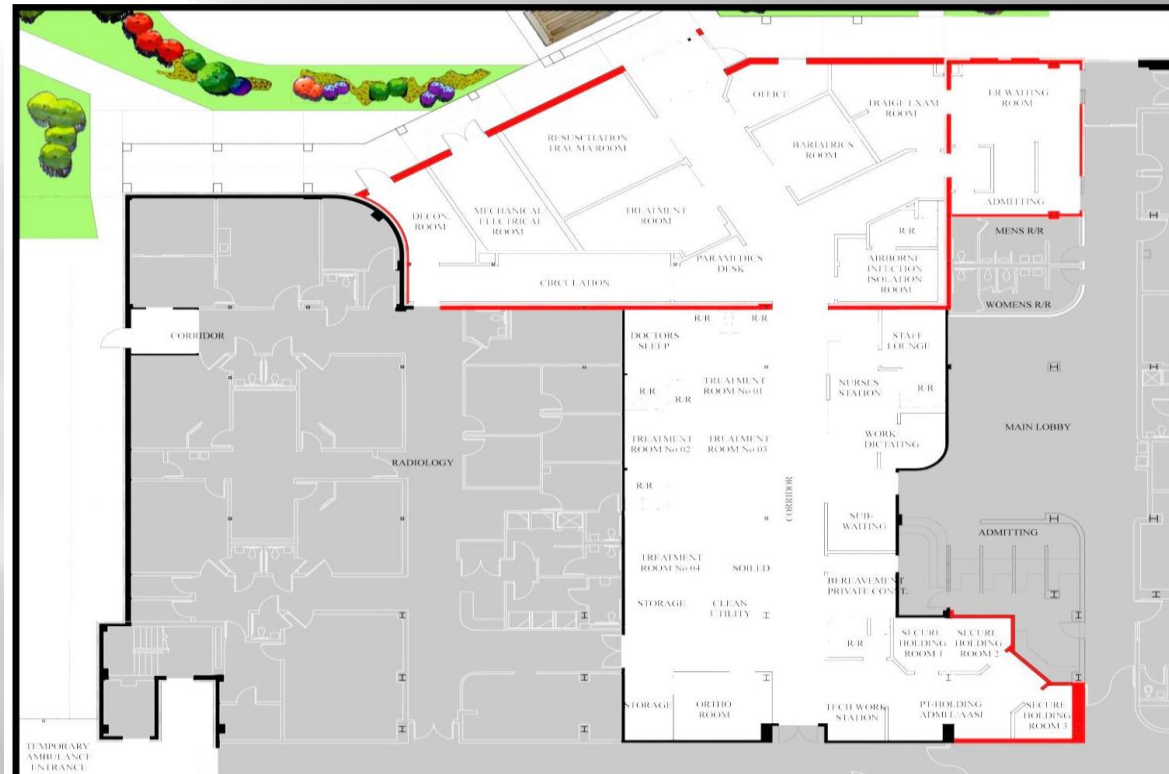 OFFICE
TRAIGE EXAM
ROOM
ER WAITING
ROOM
RESUSCITATION
TRAUMA ROOM
BARIATRICS
ROOM
DECON.
ROOM
MECHANICAL
ELECTRICAL
ROOM
TREATMENT
ROOM
ADMITTING
R/R
MENS R/R
PARAMEDICS
DESK
AIRBORNE
INFECTION
ISOLATION
ROOM
CIRCULATION
WOMENS R/R
CORRIDOR
R/R
R/R
DOCTORS
SLEEP
STAFF
LOUNGE
R/R
R/R
TREATMENT
ROOM No 01
NURSES
STATION
R/R
MAIN LOBBY
TREATMENT
ROOM No 02
TREATMENT
ROOM No 03
WORK/
DICTATING
RADIOLOGY
R/R
CORRIDOR
SUB-
WAITING
ADMITTING
TREATMENT
ROOM No 04
SOILED
BEREAVEMENT
PRIVATE CONST.
STORAGE
CLEAN
UTILITY
R/R
SECURE
HOLDING
ROOM 1
SECURE
HOLDING
ROOM 2
STORAGE
ORTHO
ROOM
TECH WORK
STATION
PT-HOLDING
SECURE
HOLDING
ROOM 3
TEMPORARY
AMBULANCE
ENTRANCE